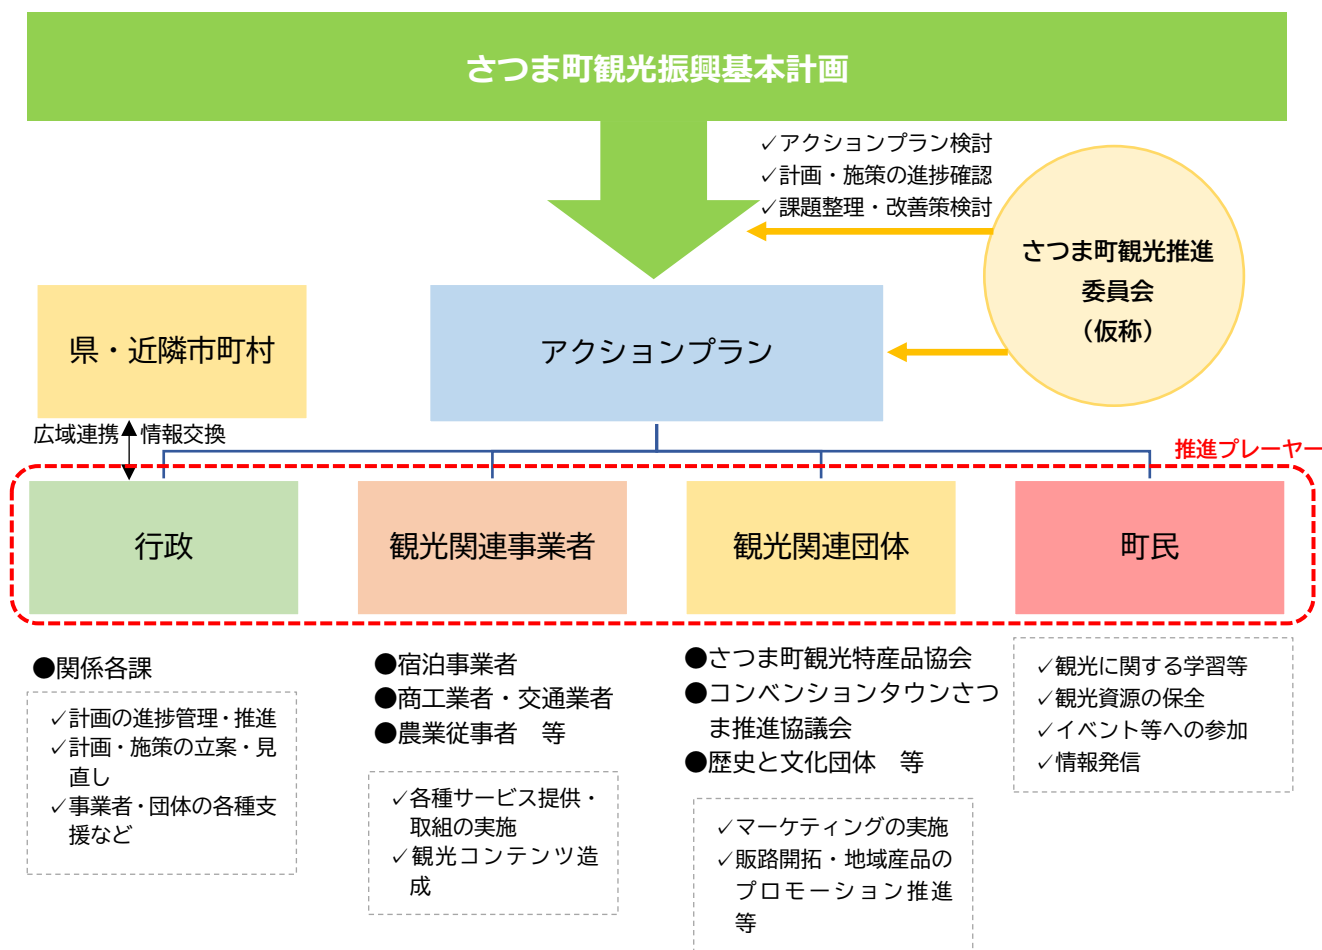 さつま町観光振興基本計画
✓アクションプラン検討
✓計画・施策の進捗確認
✓課題整理・改善策検討
さつま町観光推進
委員会
（仮称）
県・近隣市町村
アクションプラン
広域連携
情報交換
推進プレーヤー
行政
観光関連事業者
観光関連団体
町民
●関係各課
✓計画の進捗管理・推進
✓計画・施策の立案・見
直し
✓事業者・団体の各種支
援など
●宿泊事業者
●商工業者・交通業者
●農業従事者　等
✓各種サービス提供・
取組の実施
✓観光コンテンツ造
成
●さつま町観光特産品協会
●コンベンションタウンさつ
ま推進協議会
●歴史と文化団体　等
✓マーケティングの実施
✓販路開拓・地域産品の
プロモーション推進
等
✓観光に関する学習等
✓観光資源の保全
✓イベント等への参加
✓情報発信